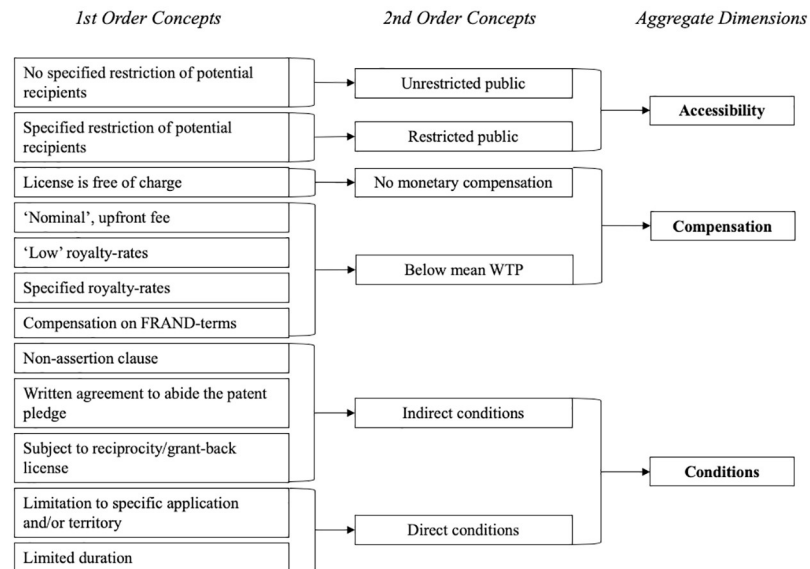 1st Order Concepts
2nd Order Concepts
Aggregate Dimensions
No specified restriction of potential
recipients
Unrestricted public
Accessibility
Specified restriction of potential
recipients
Restricted public
License is free of charge
No monetary compensation
‘Nominal’, upfront fee
Compensation
‘Low’ royalty-rates
Below mean WTP
Specified royalty-rates
Compensation on FRAND-terms
Non-assertion clause
Written agreement to abide the patent
pledge
Indirect conditions
Subject to reciprocity/grant-back
license
Conditions
Limitation to specific application
and/or territory
Direct conditions
Limited duration